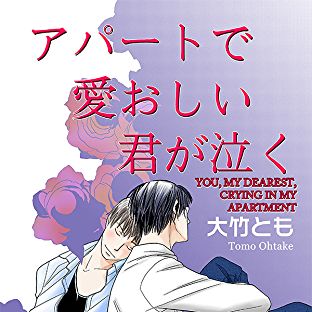 アパートで
愛おしい
君が泣く
YOU, MY DEAREST,
CRYING IN MY
APARTMENT
大竹とも
Tomo Ohtake